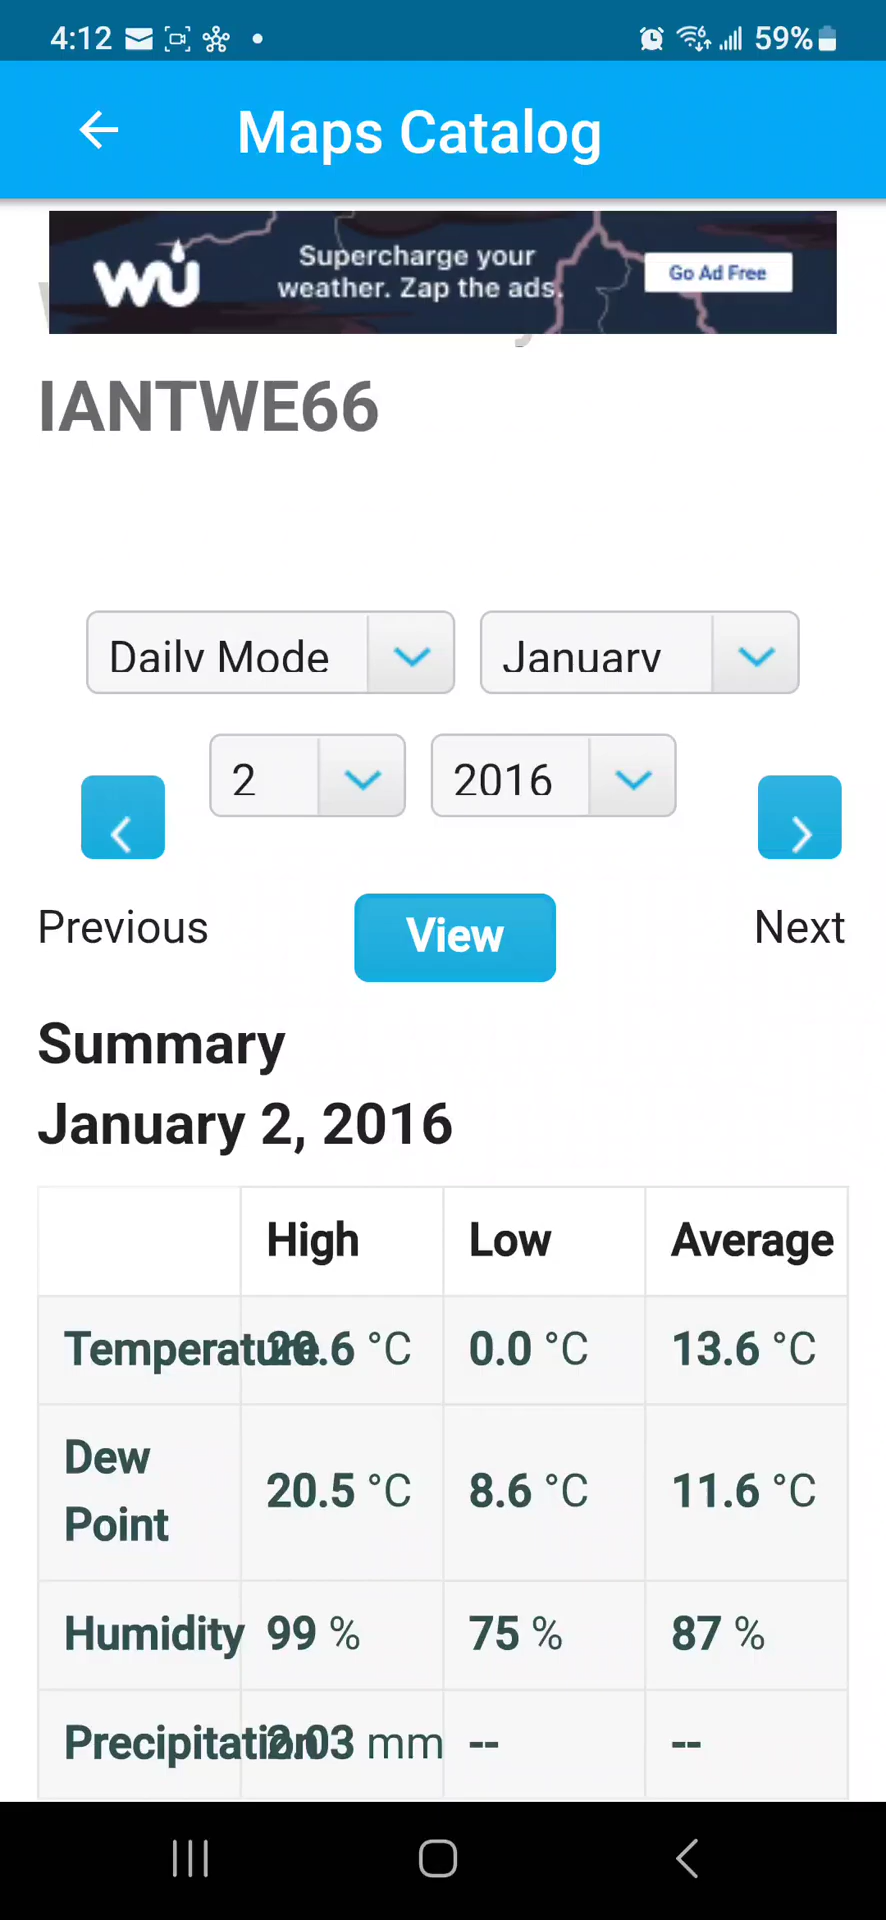 4:12
59%
Maps Catalog
wu
Supercharge your
weather. Zap the ads.
Go Ad Free
IANTWE66
Daily Mode
January
2
2016
Previous
View
Next
Summary
January 2, 2016
High Low Average
Temperature 20.6 °C 0.0 °C 13.6 °C
Dew
Point
20.5 °C 8.6 °C 11.6 °C
Humidity 99 % 75 % 87 %
Precipitation 2.03 mm -- --